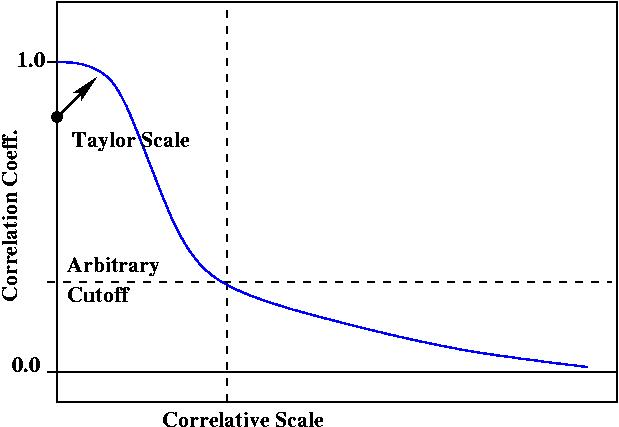 1.0
Taylor Scale
Correlation Coeff.
Arbitrary
Cutoff
0.0
Correlative Scale